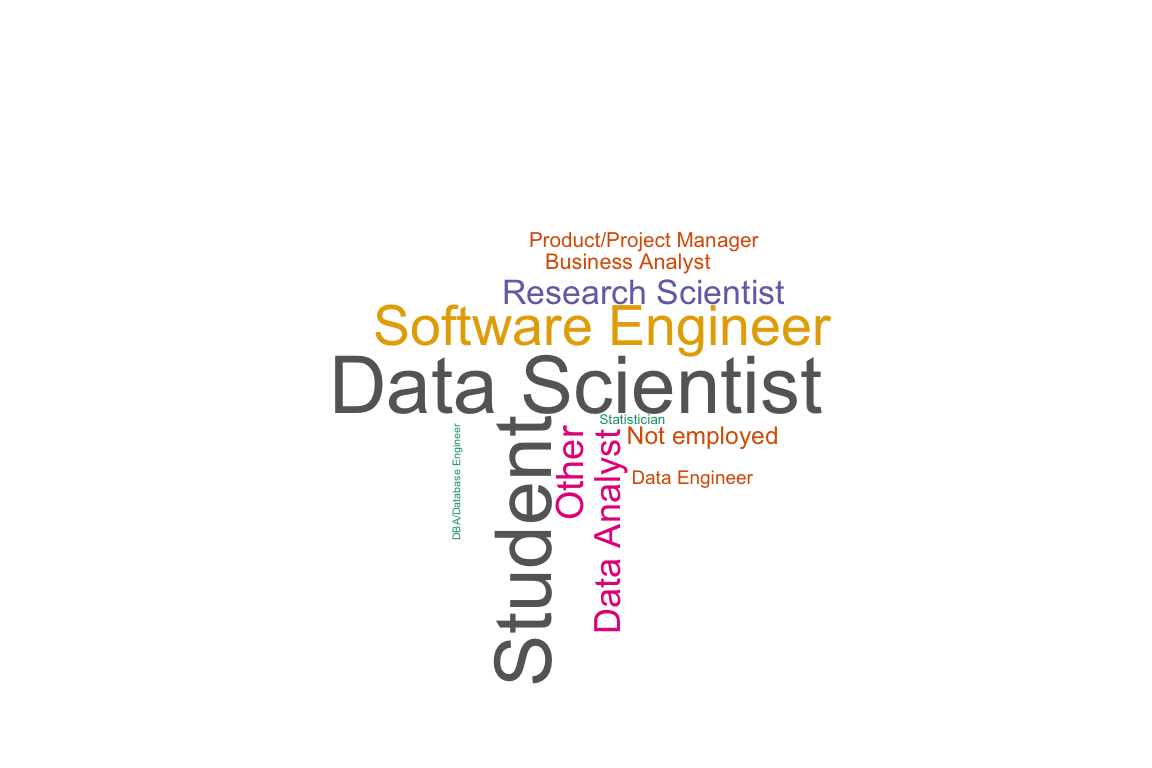 Product/Project Manager
Business Analyst
Research Scientist
Software Engineer
Data Scientist
Statistician
Not employed
Data Engineer
DBA/Database Engineer
Student
Other
Data Analyst